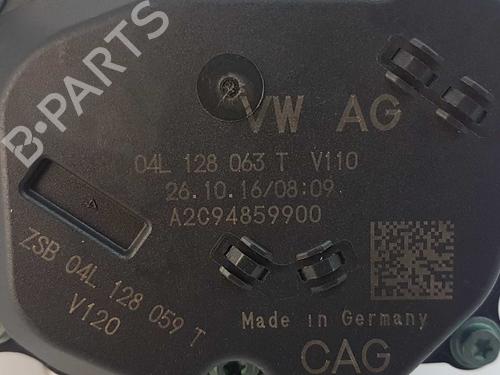 B-PARTS
VW AG
04L 128 063 T V110
26.10.16/08:09
A2C94859900
ZSB 04L 128 059 T
V120
Made in Germany
CAG